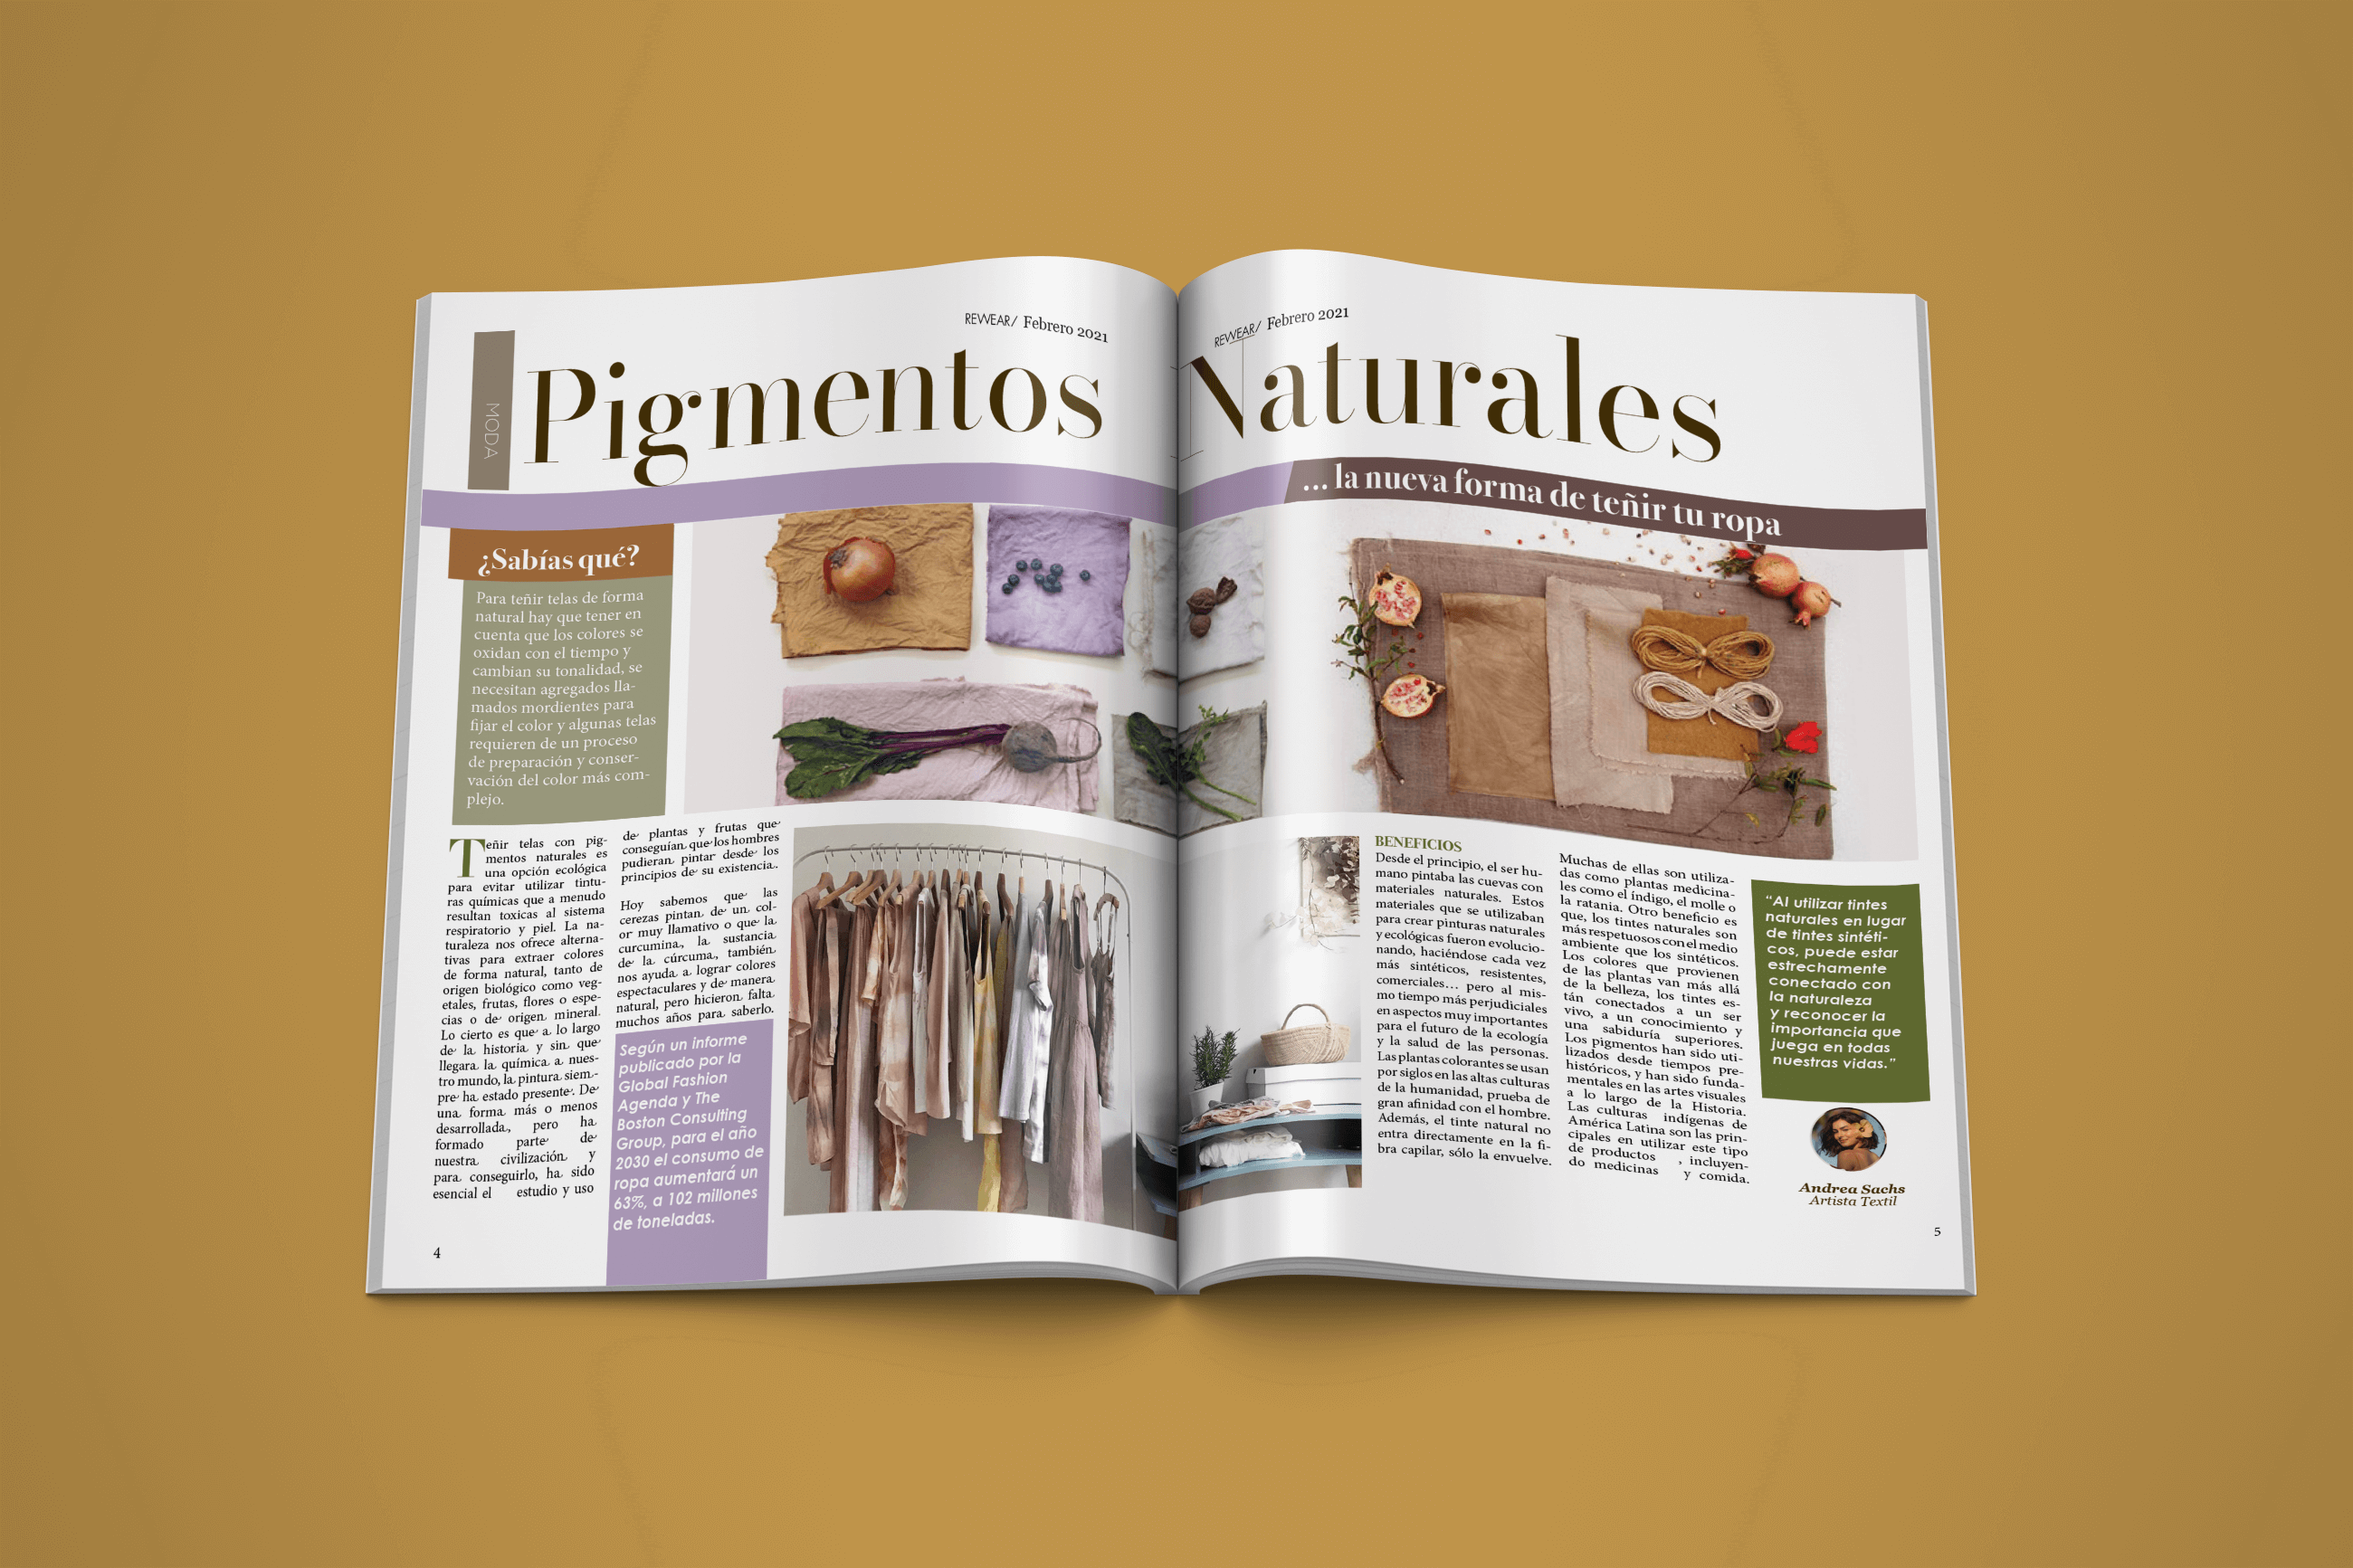 REWEAR/ Febrero 2021
MODA
Pigmentos
¿Sabías qué?
Para teñir telas de forma
natural hay que tener en
cuenta que los colores se
oxidan con el tiempo y
cambian su tonalidad, se
necesitan agregados lla-
mados mordientes para
fijar el color y algunas telas
requieren de un proceso
de preparación y conser-
vación del color más com-
plejo.
Teñir telas con pig-
mentos naturales es
una opción ecológica
para evitar utilizar tintu-
ras químicas que a menudo
resultan toxicas al sistema
respiratorio y piel. La na-
turaleza nos ofrece alterna-
tivas para extraer colores
de forma natural, tanto de
origen biológico como veg-
etales, frutas, flores o espe-
cias o de origen mineral.
Lo cierto es que a lo largo
de la historia y sin que
llegara la química a nues-
tro mundo, la pintura siem-
pre ha estado presente. De
una forma más o menos
desarrollada, pero ha
formado parte de
nuestra civilización y
para conseguirlo, ha sido
esencial el estudio y uso
de plantas y frutas que
conseguían que los hombres
pudieran pintar desde los
principios de su existencia.
Hoy sabemos que las
cerezas pintan de un col-
or muy llamativo o que la
curcumina, la sustancia
de la cúrcuma, también
nos ayuda a lograr colores
espectaculares y de manera
natural, pero hicieron falta
muchos años para saberlo.
Según un informe
publicado por la
Global Fashion
Agenda y The
Boston Consulting
Group, para el año
2030 el consumo de
ropa aumentará un
63%, a 102 millones
de toneladas.
4
REWEAR/ Febrero 2021
Naturales
... la nueva forma de teñir tu ropa
BENEFICIOS
Desde el principio, el ser hu-
mano pintaba las cuevas con
materiales naturales. Estos
materiales que se utilizaban
para crear pinturas naturales
y ecológicas fueron evolucio-
nando, haciéndose cada vez
más sintéticos, resistentes,
comerciales... pero al mis-
mo tiempo más perjudiciales
en aspectos muy importantes
para el futuro de la ecología
y la salud de las personas.
Las plantas colorantes se usan
por siglos en las altas culturas
de la humanidad, prueba de
gran afinidad con el hombre.
Además, el tinte natural no
entra directamente en la fi-
bra capilar, sólo la envuelve.
Muchas de ellas son utiliza-
das como plantas medicina-
les como el índigo, el molle o
la ratania. Otro beneficio es
que, los tintes naturales son
más respetuosos con el medio
ambiente que los sintéticos.
Los colores que provienen
de las plantas van más allá
de la belleza, los tintes es-
tán conectados a un ser
vivo, a un conocimiento y
una sabiduría superiores.
Los pigmentos han sido uti-
lizados desde tiempos pre-
históricos, y han sido funda-
mentales en las artes visuales
a lo largo de la Historia.
Las culturas indígenas de
América Latina son las prin-
cipales en utilizar este tipo
de productos , incluyen-
do medicinas y comida.
"Al utilizar tintes
naturales en lugar
de tintes sintéti-
cos, puede estar
estrechamente
conectado con
la naturaleza
y reconocer la
importancia que
juega en todas
nuestras vidas."
Andrea Sachs
Artista Textil
5